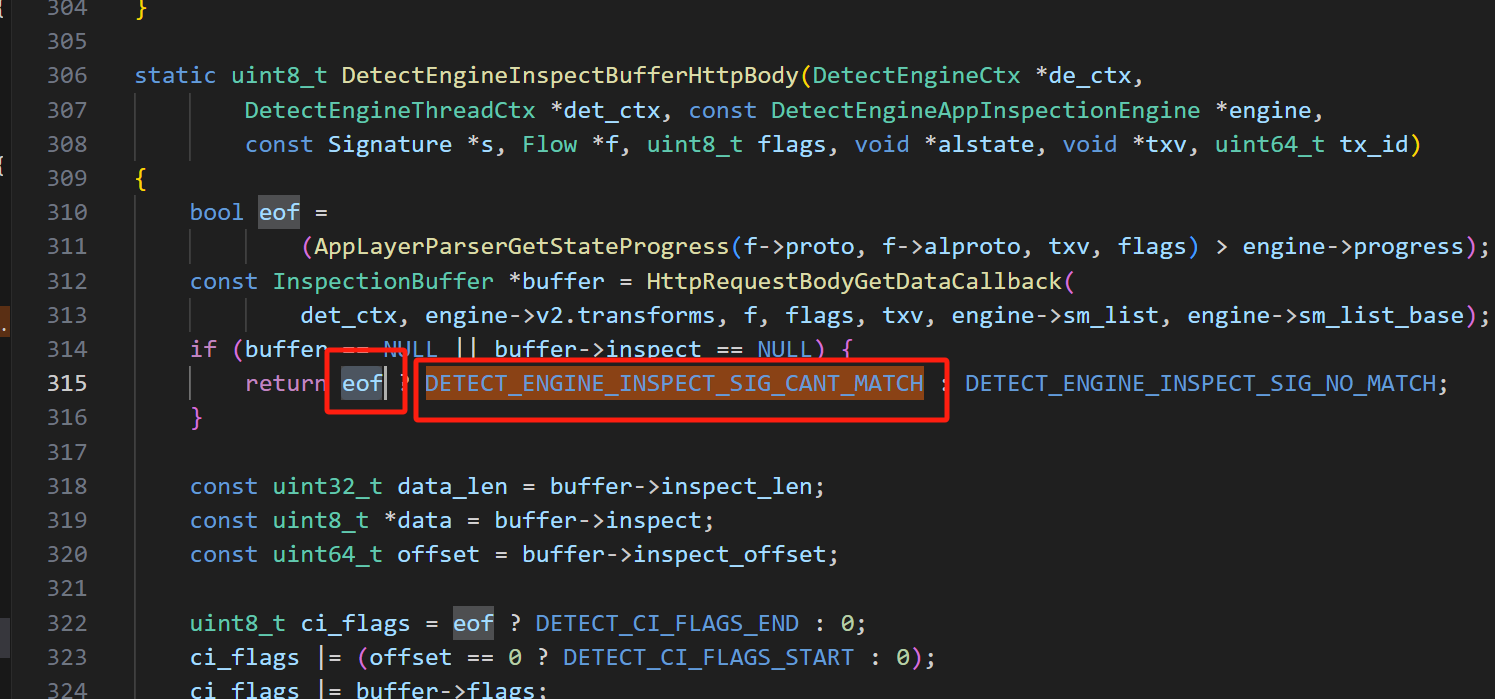 304 }
305
306 static uint8_t DetectEngineInspectBufferHttpBody(DetectEngineCtx *de_ctx,
307 DetectEngineThreadCtx *det_ctx, const DetectEngineAppInspectionEngine *engine,
308 const Signature *s, Flow *f, uint8_t flags, void *alstate, void *txv, uint64_t tx_id)
309 {
310 bool eof =
311 (AppLayerParserGetStateProgress(f->proto, f->alproto, txv, flags) > engine->progress);
312 const InspectionBuffer *buffer = HttpRequestBodyGetDataCallback(
313 det_ctx, engine->v2.transforms, f, flags, txv, engine->sm_list, engine->sm_list_base);
314 if (buffer == NULL || buffer->inspect == NULL) {
315 return eof ? DETECT_ENGINE_INSPECT_SIG_CANT_MATCH : DETECT_ENGINE_INSPECT_SIG_NO_MATCH;
316 }
317
318 const uint32_t data_len = buffer->inspect_len;
319 const uint8_t *data = buffer->inspect;
320 const uint64_t offset = buffer->inspect_offset;
321
322 uint8_t ci_flags = eof ? DETECT_CI_FLAGS_END : 0;
323 ci_flags |= (offset == 0 ? DETECT_CI_FLAGS_START : 0);
324 ci_flags |= buffer->flags;